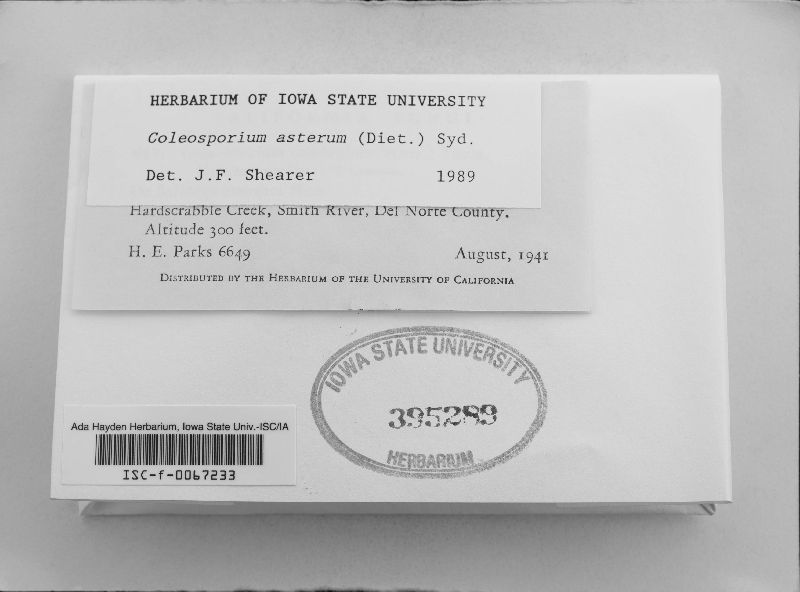 HERBARIUM OF IOWA STATE UNIVERSITY
Coleosporium asterum (Diet.) Syd.
Det. J.F. Shearer 1989
Hardscrabble Creek, Smith River, Del Norte County.
Altitude 300 feet.
H. E. Parks 6649 August, 1941
DISTRIBUTED BY THE HERBARIUM OF THE UNIVERSITY OF CALIFORNIA
IOWA STATE UNIVERSITY
395289
HERBARIUM
Ada Hayden Herbarium, Iowa State Univ.-ISC/IA
ISC-f-0067233